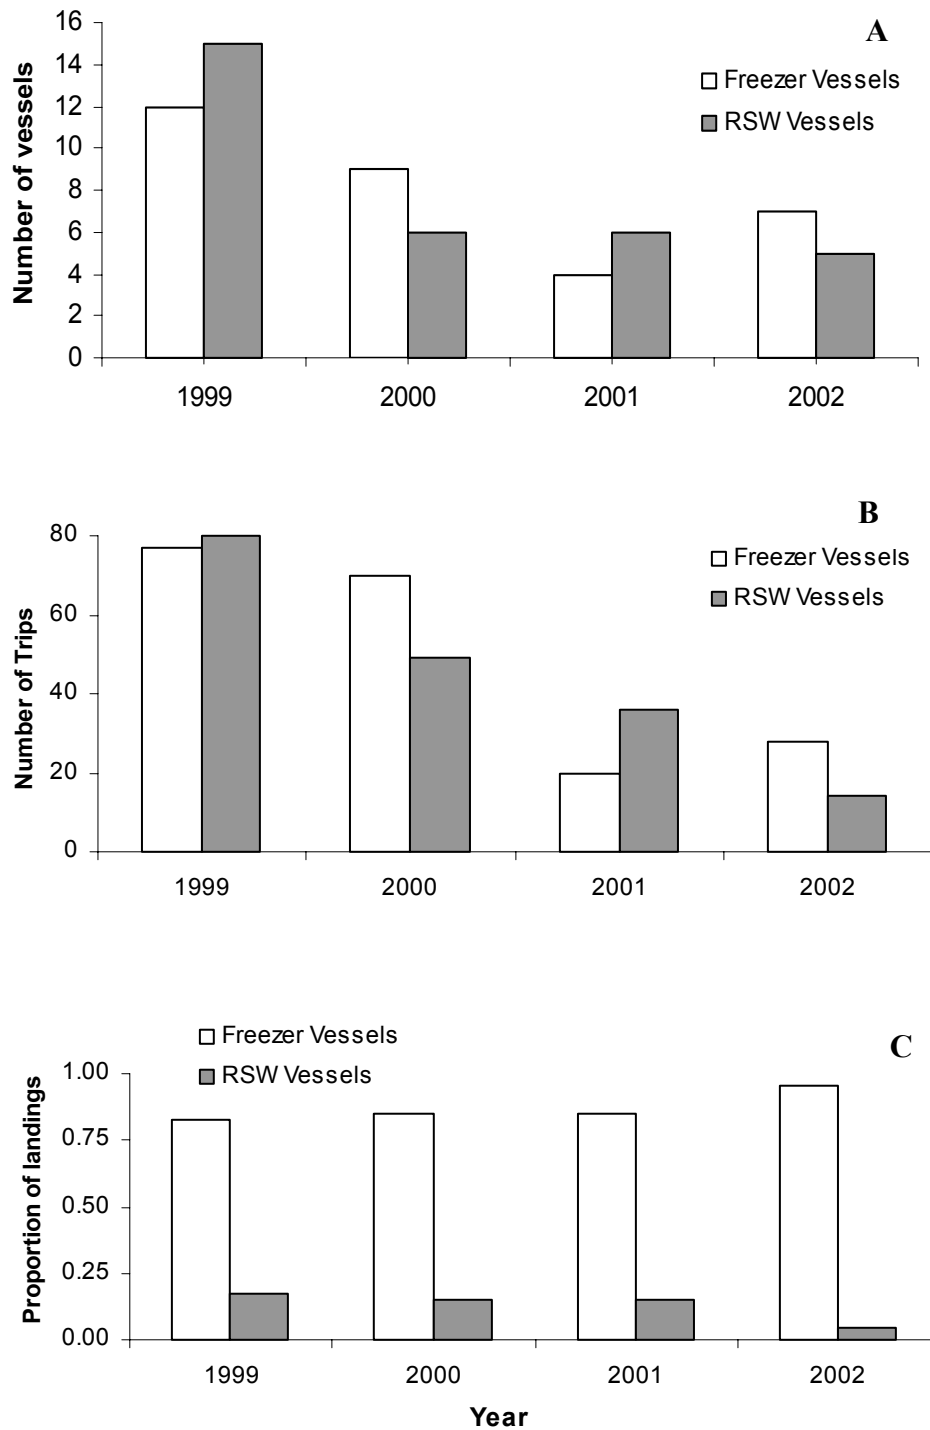 A
Freezer Vessels
RSW Vessels
Number of vessels
16
14
12
10
8
6
4
2
0
1999 2000 2001 2002
B
Freezer Vessels
RSW Vessels
Number of Trips
80
60
40
20
0
1999 2000 2001 2002
C
Freezer Vessels
RSW Vessels
Proportion of landings
1.00
0.75
0.50
0.25
0.00
1999 2000 2001 2002
Year